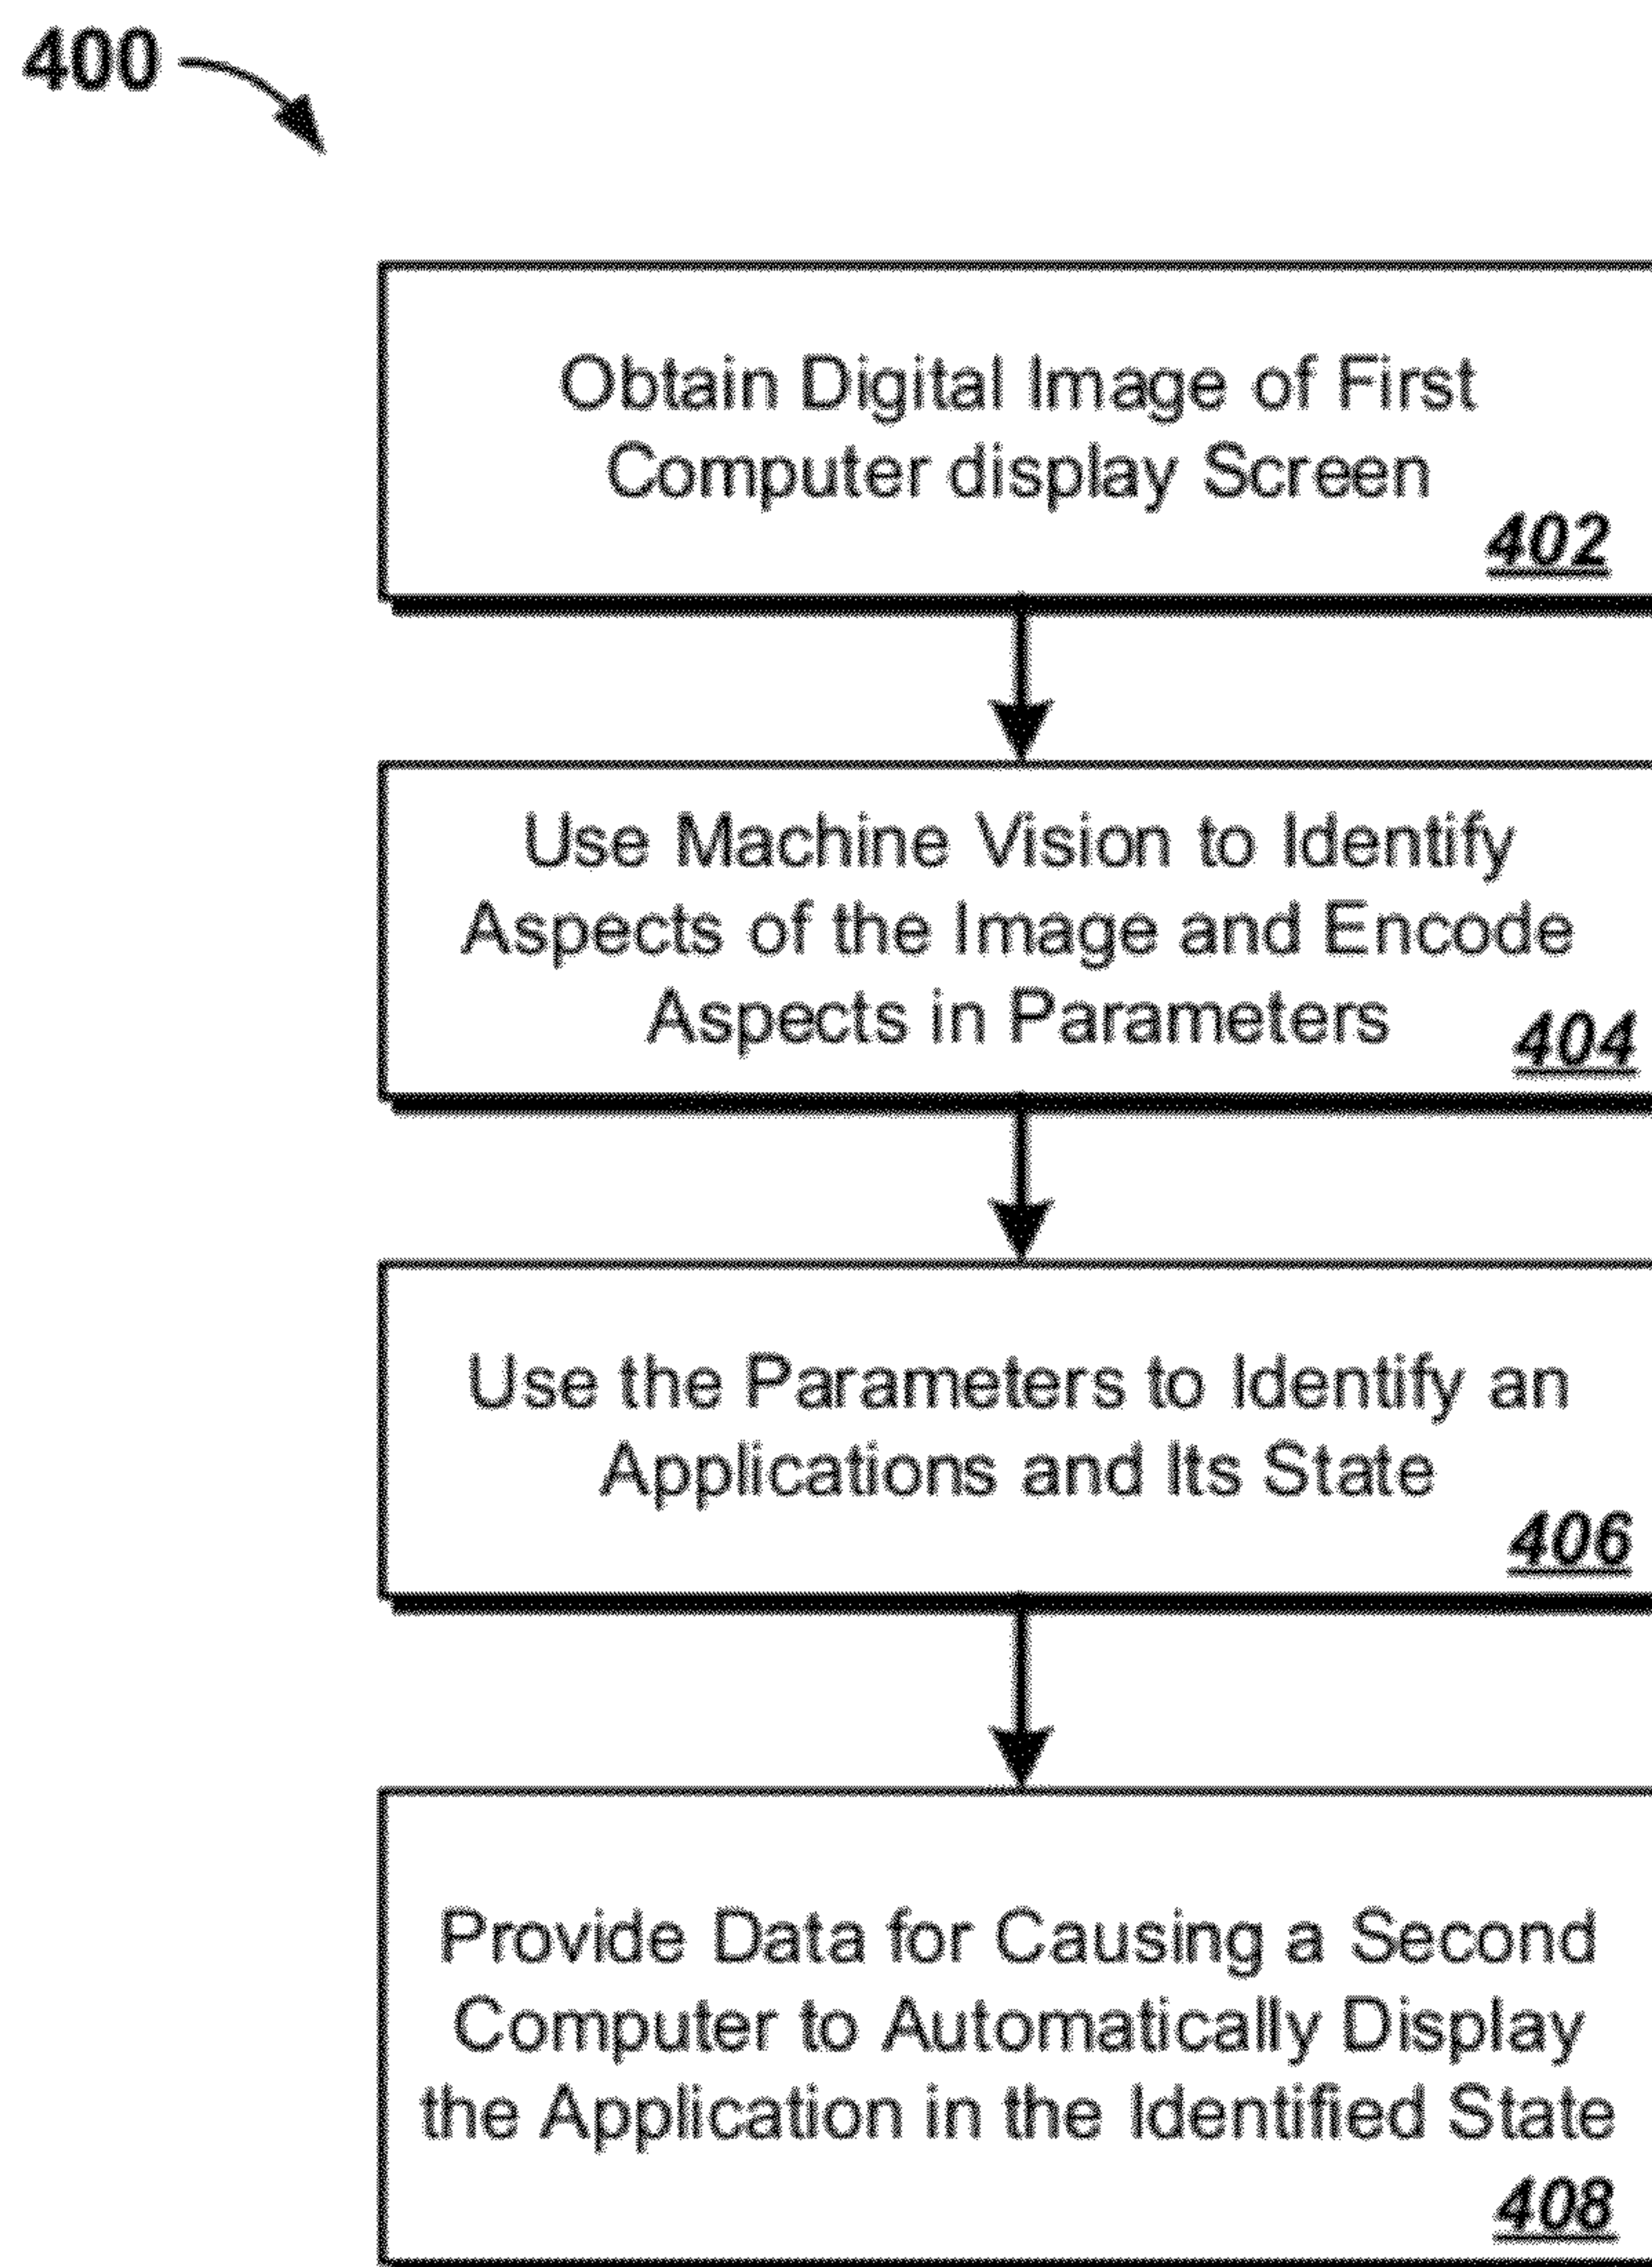 400
Obtain Digital Image of First
Computer display Screen
402
Use Machine Vision to Identify
Aspects of the Image and Encode
Aspects in Parameters
404
Use the Parameters to Identify an
Applications and Its State
406
Provide Data for Causing a Second
Computer to Automatically Display
the Application in the Identified State
408